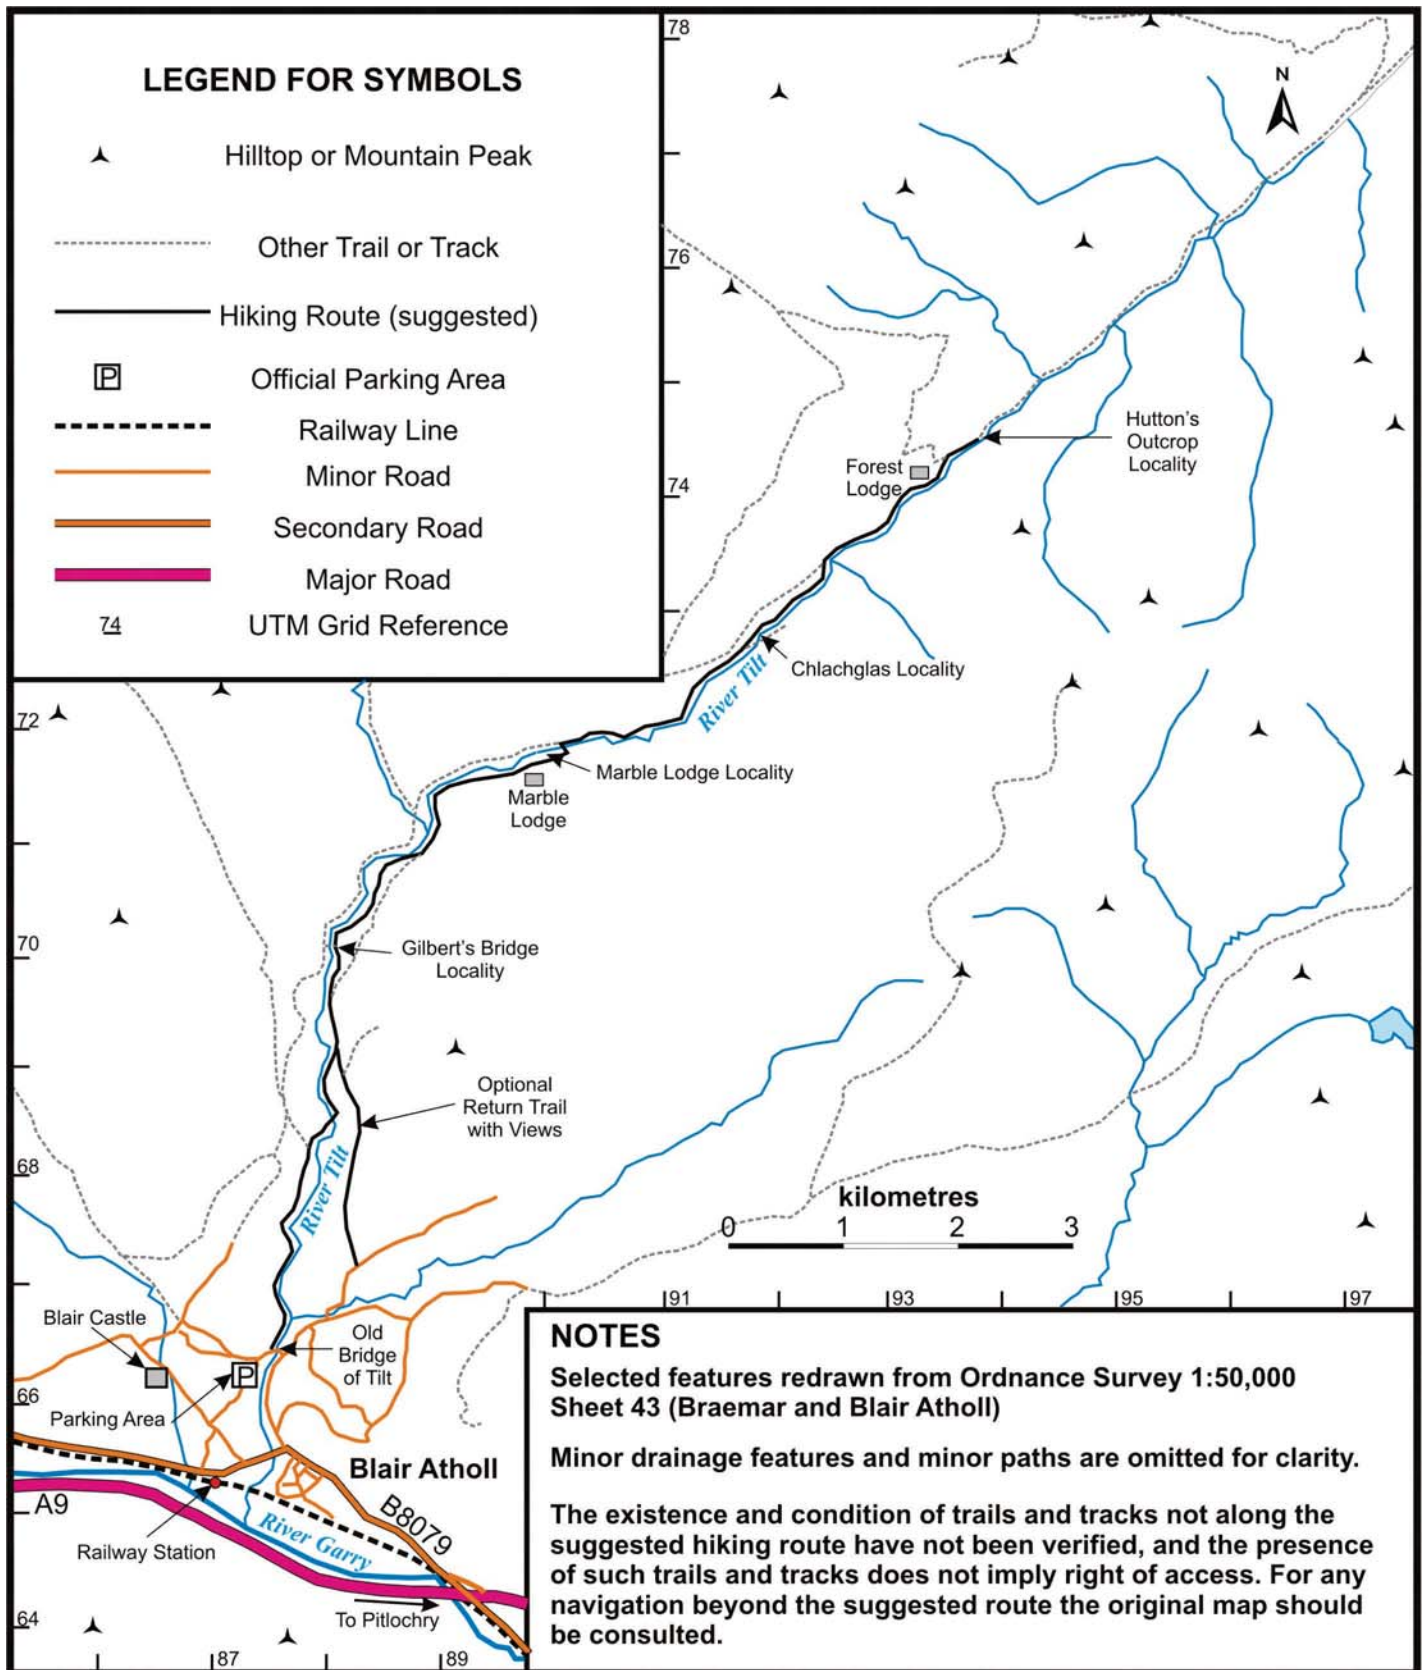 LEGEND FOR SYMBOLS
Hilltop or Mountain Peak
Other Trail or Track
Hiking Route (suggested)
P
Official Parking Area
Railway Line
Minor Road
Secondary Road
Major Road
74
UTM Grid Reference
78
N
76
Hutton's
Outcrop
Locality
Forest
Lodge
74
Chlachglas Locality
River Tilt
72
Marble Lodge Locality
Marble
Lodge
70
Gilbert's Bridge
Locality
Optional
Return Trail
with Views
68
River Tilt
kilometres
0 1 2 3
91 93 95 97
Blair Castle
Old
Bridge
of Tilt
P
66
Parking Area
Blair Atholl
A9
B8079
River Garry
Railway Station
To Pitlochry
64
87 89
NOTES
Selected features redrawn from Ordnance Survey 1:50,000
Sheet 43 (Braemar and Blair Atholl)
Minor drainage features and minor paths are omitted for clarity.
The existence and condition of trails and tracks not along the
suggested hiking route have not been verified, and the presence
of such trails and tracks does not imply right of access. For any
navigation beyond the suggested route the original map should
be consulted.